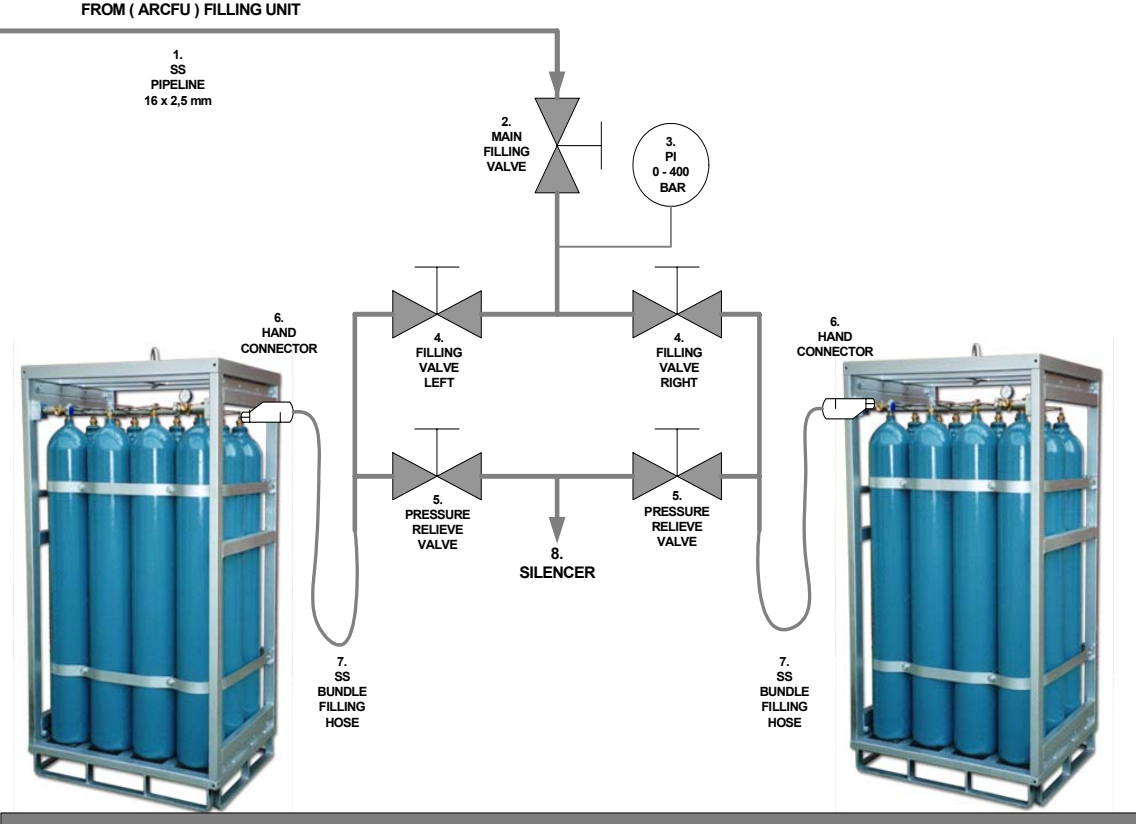 FROM ( ARCFU ) FILLING UNIT
1.
SS
PIPELINE
16 x 2,5 mm
2.
MAIN
FILLING
VALVE
3.
PI
0 - 400
BAR
6.
HAND
CONNECTOR
4.
FILLING
VALVE
LEFT
4.
FILLING
VALVE
RIGHT
6.
HAND
CONNECTOR
5.
PRESSURE
RELIEVE
VALVE
8.
SILENCER
5.
PRESSURE
RELIEVE
VALVE
7.
SS
BUNDLE
FILLING
HOSE
7.
SS
BUNDLE
FILLING
HOSE